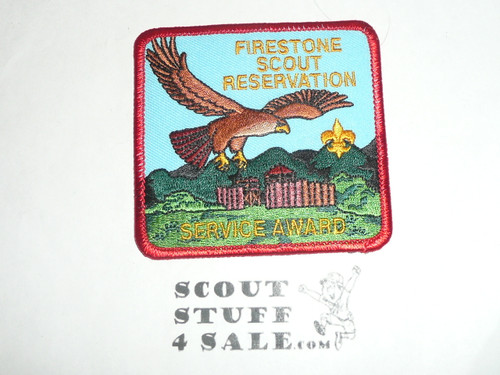 FIRESTONE
SCOUT
RESERVATION
SERVICE AWARD
SCOUT
STUFF
4 SALE.COM